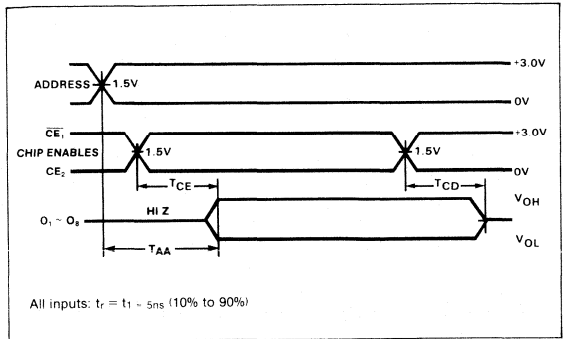 +3.0V
ADDRESS
1.5V
0V
CE₁
+3.0V
CHIP ENABLES
1.5V
1.5V
CE₂
0V
TCE
TCD
HI Z
VOH
O₁ ~ O₈
TAA
VOL
All inputs: tr = t1 ~ 5ns (10% to 90%)